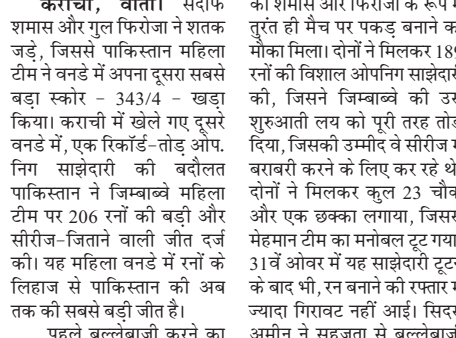 कराची, वार्ता। सदाफ
शमास और गुल फिरोजा ने शतक
जड़े, जिससे पाकिस्तान महिला
टीम ने वनडे में अपना दूसरा सबसे
बड़ा स्कोर - 343/4 - खड़ा
किया। कराची में खेले गए दूसरे
वनडे में, एक रिकॉर्ड-तोड़ ओप.
निग साझेदारी की बदौलत
पाकिस्तान ने जिम्बाब्वे महिला
टीम पर 206 रनों की बड़ी और
सीरीज-जिताने वाली जीत दर्ज
की। यह महिला वनडे में रनों के
लिहाज से पाकिस्तान की अब
तक की सबसे बड़ी जीत है।
पहले बल्लेबाजी करने का
को शमास और फिरोजा के रूप में
तुरंत ही मैच पर पकड़ बनाने का
मौका मिला। दोनों ने मिलकर 189
रनों की विशाल ओपनिग साझेदारी
की, जिसने जिम्बाब्वे की उस
शुरुआती लय को पूरी तरह तोड़
दिया, जिसकी उम्मीद वे सीरीज में
बराबरी करने के लिए कर रहे थे
दोनों ने मिलकर कुल 23 चौके
और एक छक्का लगाया, जिससे
मेहमान टीम का मनोबल टूट गया
31वें ओवर में यह साझेदारी टूटने
के बाद भी, रन बनाने की रफ्तार में
ज्यादा गिरावट नहीं आई। सिदरा
अमीन ने सहजता से बल्लेबाजी